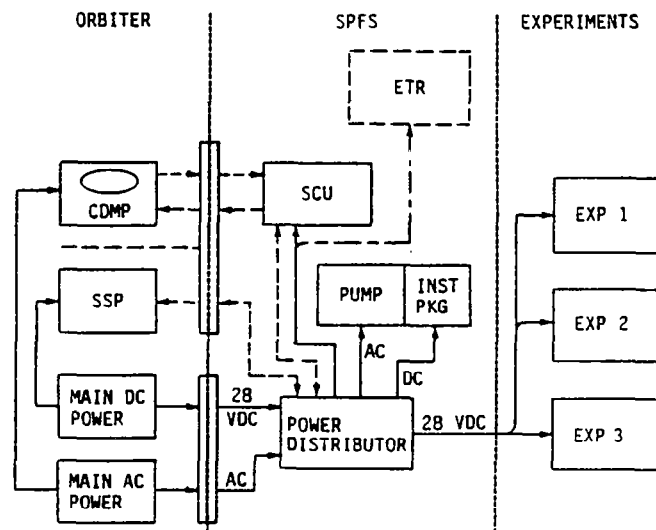 ORBITER
SPFS
EXPERIMENTS
ETR
CDMP
SCU
EXP 1
SSP
PUMP
INST
PKG
EXP 2
AC
DC
MAIN DC
POWER
28
VDC
POWER
DISTRIBUTOR
28 VDC
EXP 3
MAIN AC
POWER
AC